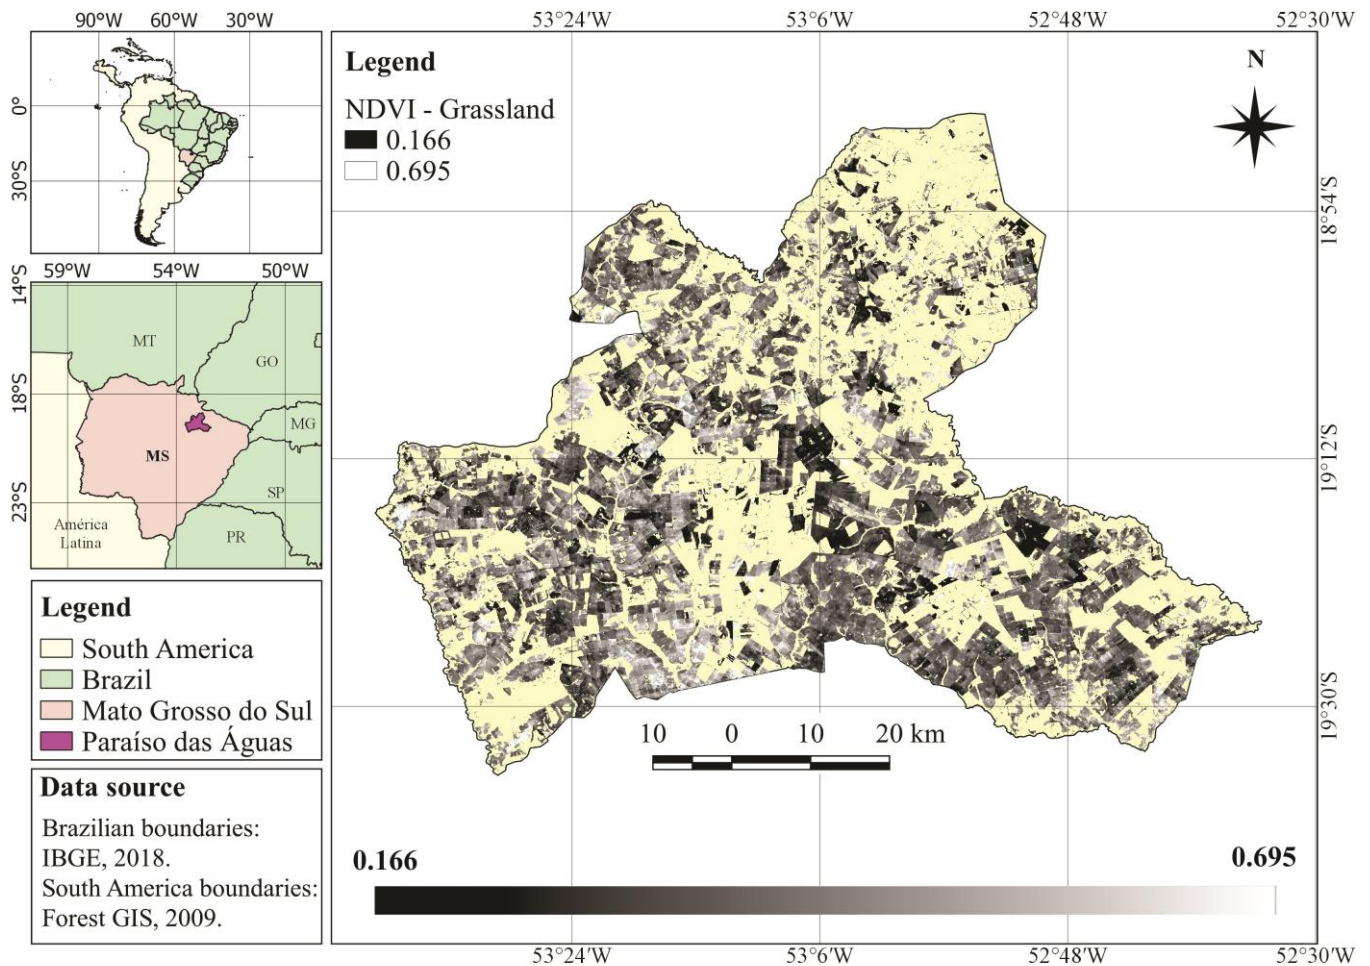 90°W 60°W 30°W
0°
30°S
59°W 54°W 50°W
14°S
18°S
23°S
MT
GO
MG
MS
SP
PR
América
Latina
Legend
South America
Brazil
Mato Grosso do Sul
Paraíso das Águas
Data source
Brazilian boundaries:
IBGE, 2018.
South America boundaries:
Forest GIS, 2009.
53°24'W 53°6'W 52°48'W 52°30'W
Legend
NDVI - Grassland
0.166
0.695
N
18°54'S
19°12'S
19°30'S
10 0 10 20 km
0.166 0.695
53°24'W 53°6'W 52°48'W 52°30'W